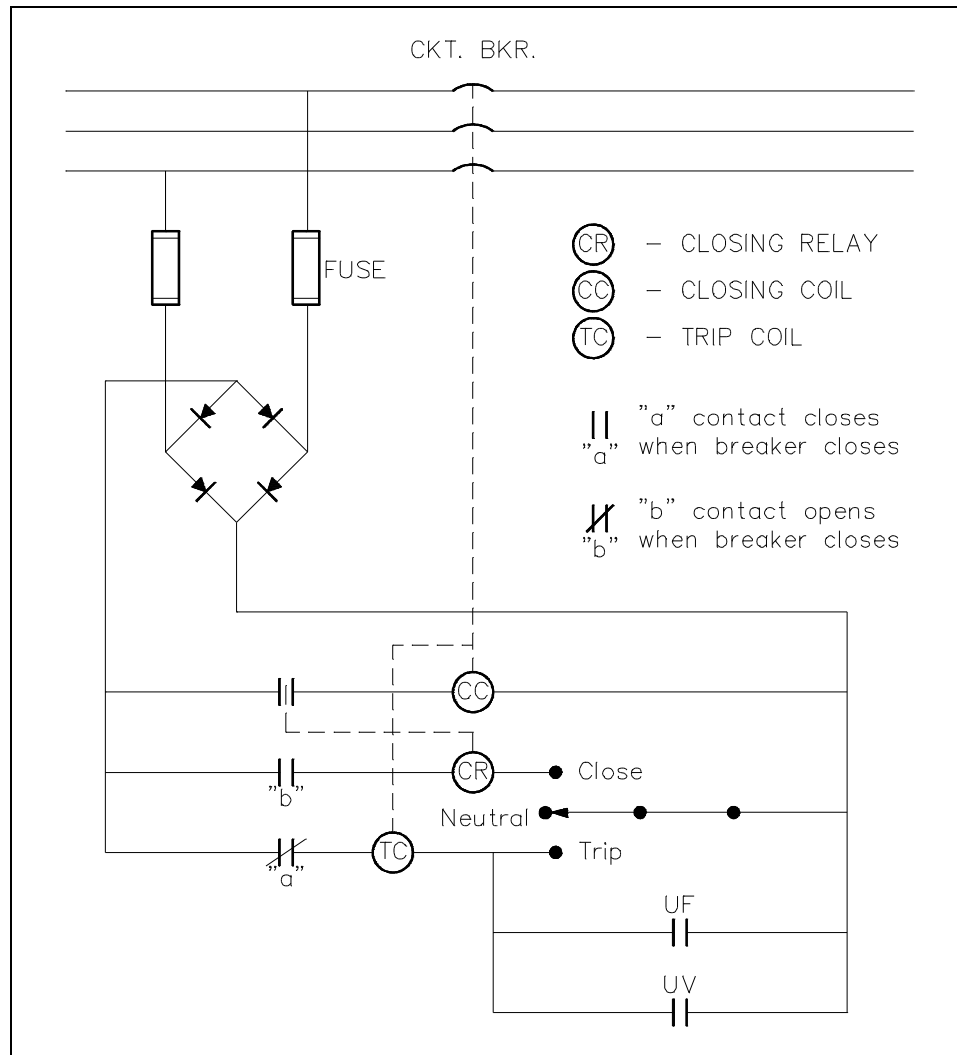 CKT. BKR.
FUSE
CR - CLOSING RELAY
CC - CLOSING COIL
TC - TRIP COIL
"a" contact closes
"a" when breaker closes
"b" contact opens
"b" when breaker closes
CC
CR
Close
"b"
Neutral
TC
Trip
"a"
UF
UV